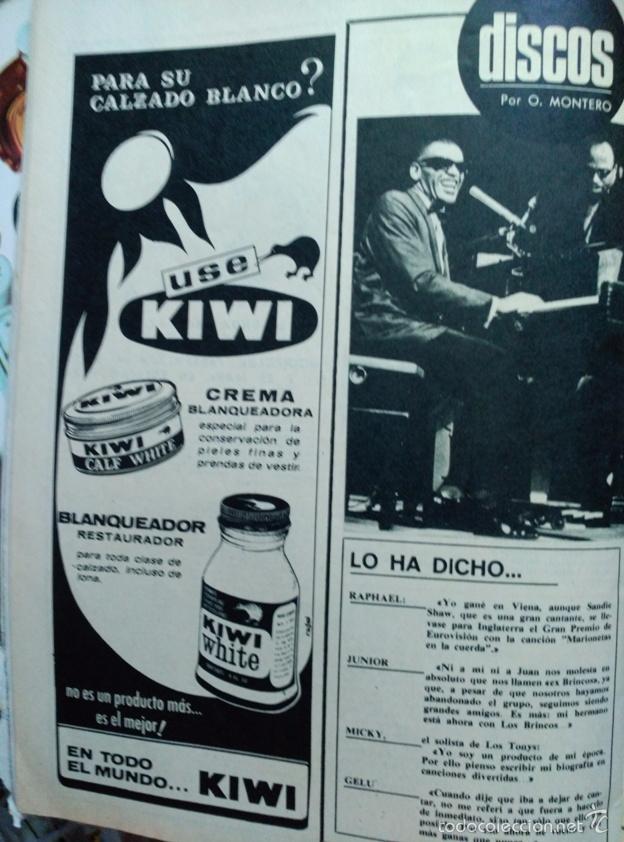 PARA SU
CALZADO BLANCO?
use
KIWI
KIWI
KIWI
CALF WHITE
CREMA
BLANQUEADORA
especial para la
conservación de
pieles finas y
prendas de vestir.
BLANQUEADOR
RESTAURADOR
para toda clase de
calzado, incluso de
lona.
KIWI
white
no es un producto más...
es el mejor!
EN TODO
EL MUNDO... KIWI
discos
Por O. MONTERO
LO HA DICHO...
RAPHAEL:
«Yo gané en Viena, aunque Sandie
Shaw, que es una gran cantante, se lle-
vase para Inglaterra el Gran Premio de
Eurovisión con la canción "Marionetas
en la cuerda".»
JUNIOR
«Ni a mí ni a Juan nos molesta en
absoluto que nos llamen «ex Brincos», ya
que, a pesar de que nosotros hayamos
abandonado el grupo, seguimos siendo
grandes amigos. Es más: mi hermano
está ahora con Los Brincos...»
MICKY,
el solista de Los Tonys:
«Yo soy un producto de mi época.
Por ello pienso escribir mi biografía en
canciones divertidas...»
GELU
«Cuando dije que iba a dejar de can-
tar, no me referí a que fuera a hacerlo
de inmediato, si
más ganas que nunca
todocoleccion.net